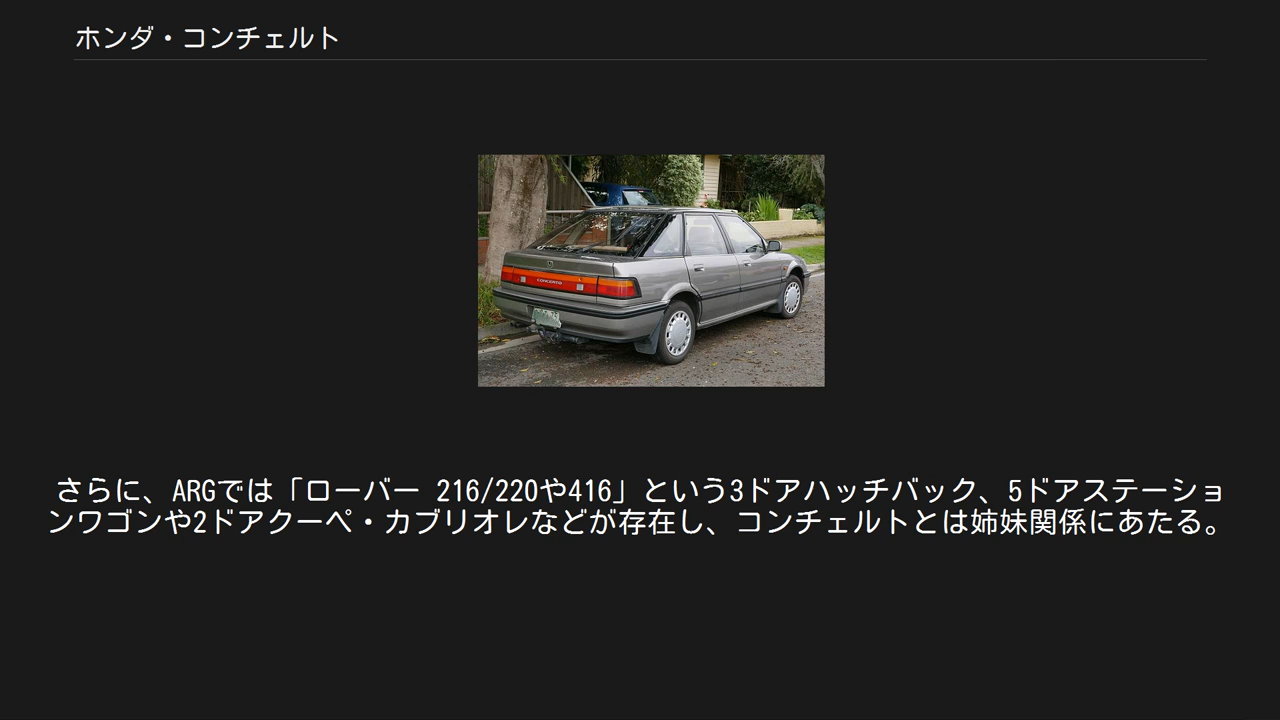 ホンダ・コンチェルト
CONCERTO
さらに、ARGでは「ローバー 216/220や416」という3ドアハッチバック、5ドアステーショ
ンワゴンや2ドアクーペ・カブリオレなどが存在し、コンチェルトとは姉妹関係にあたる。